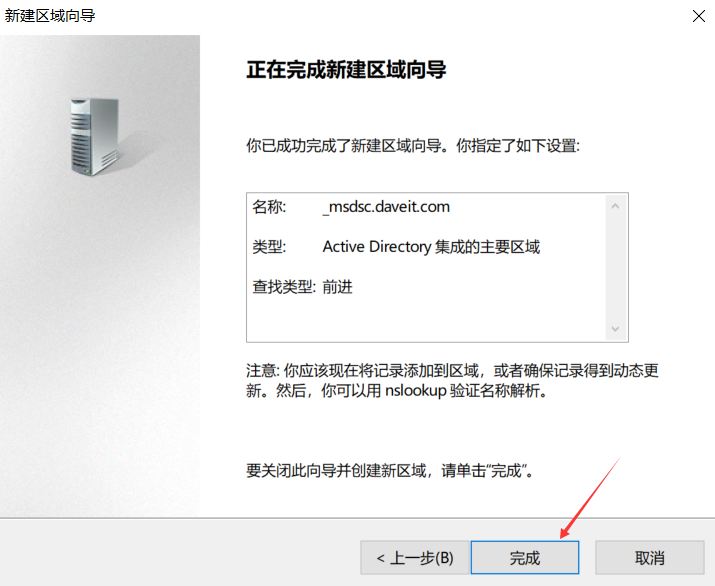 新建区域向导
正在完成新建区域向导
你已成功完成了新建区域向导。你指定了如下设置:
名称: _msdsc.daveit.com
类型: Active Directory 集成的主要区域
查找类型: 前进
注意: 你应该现在将记录添加到区域，或者确保记录得到动态更
新。然后，你可以用 nslookup 验证名称解析。
要关闭此向导并创建新区域，请单击“完成”。
< 上一步(B) 完成 取消